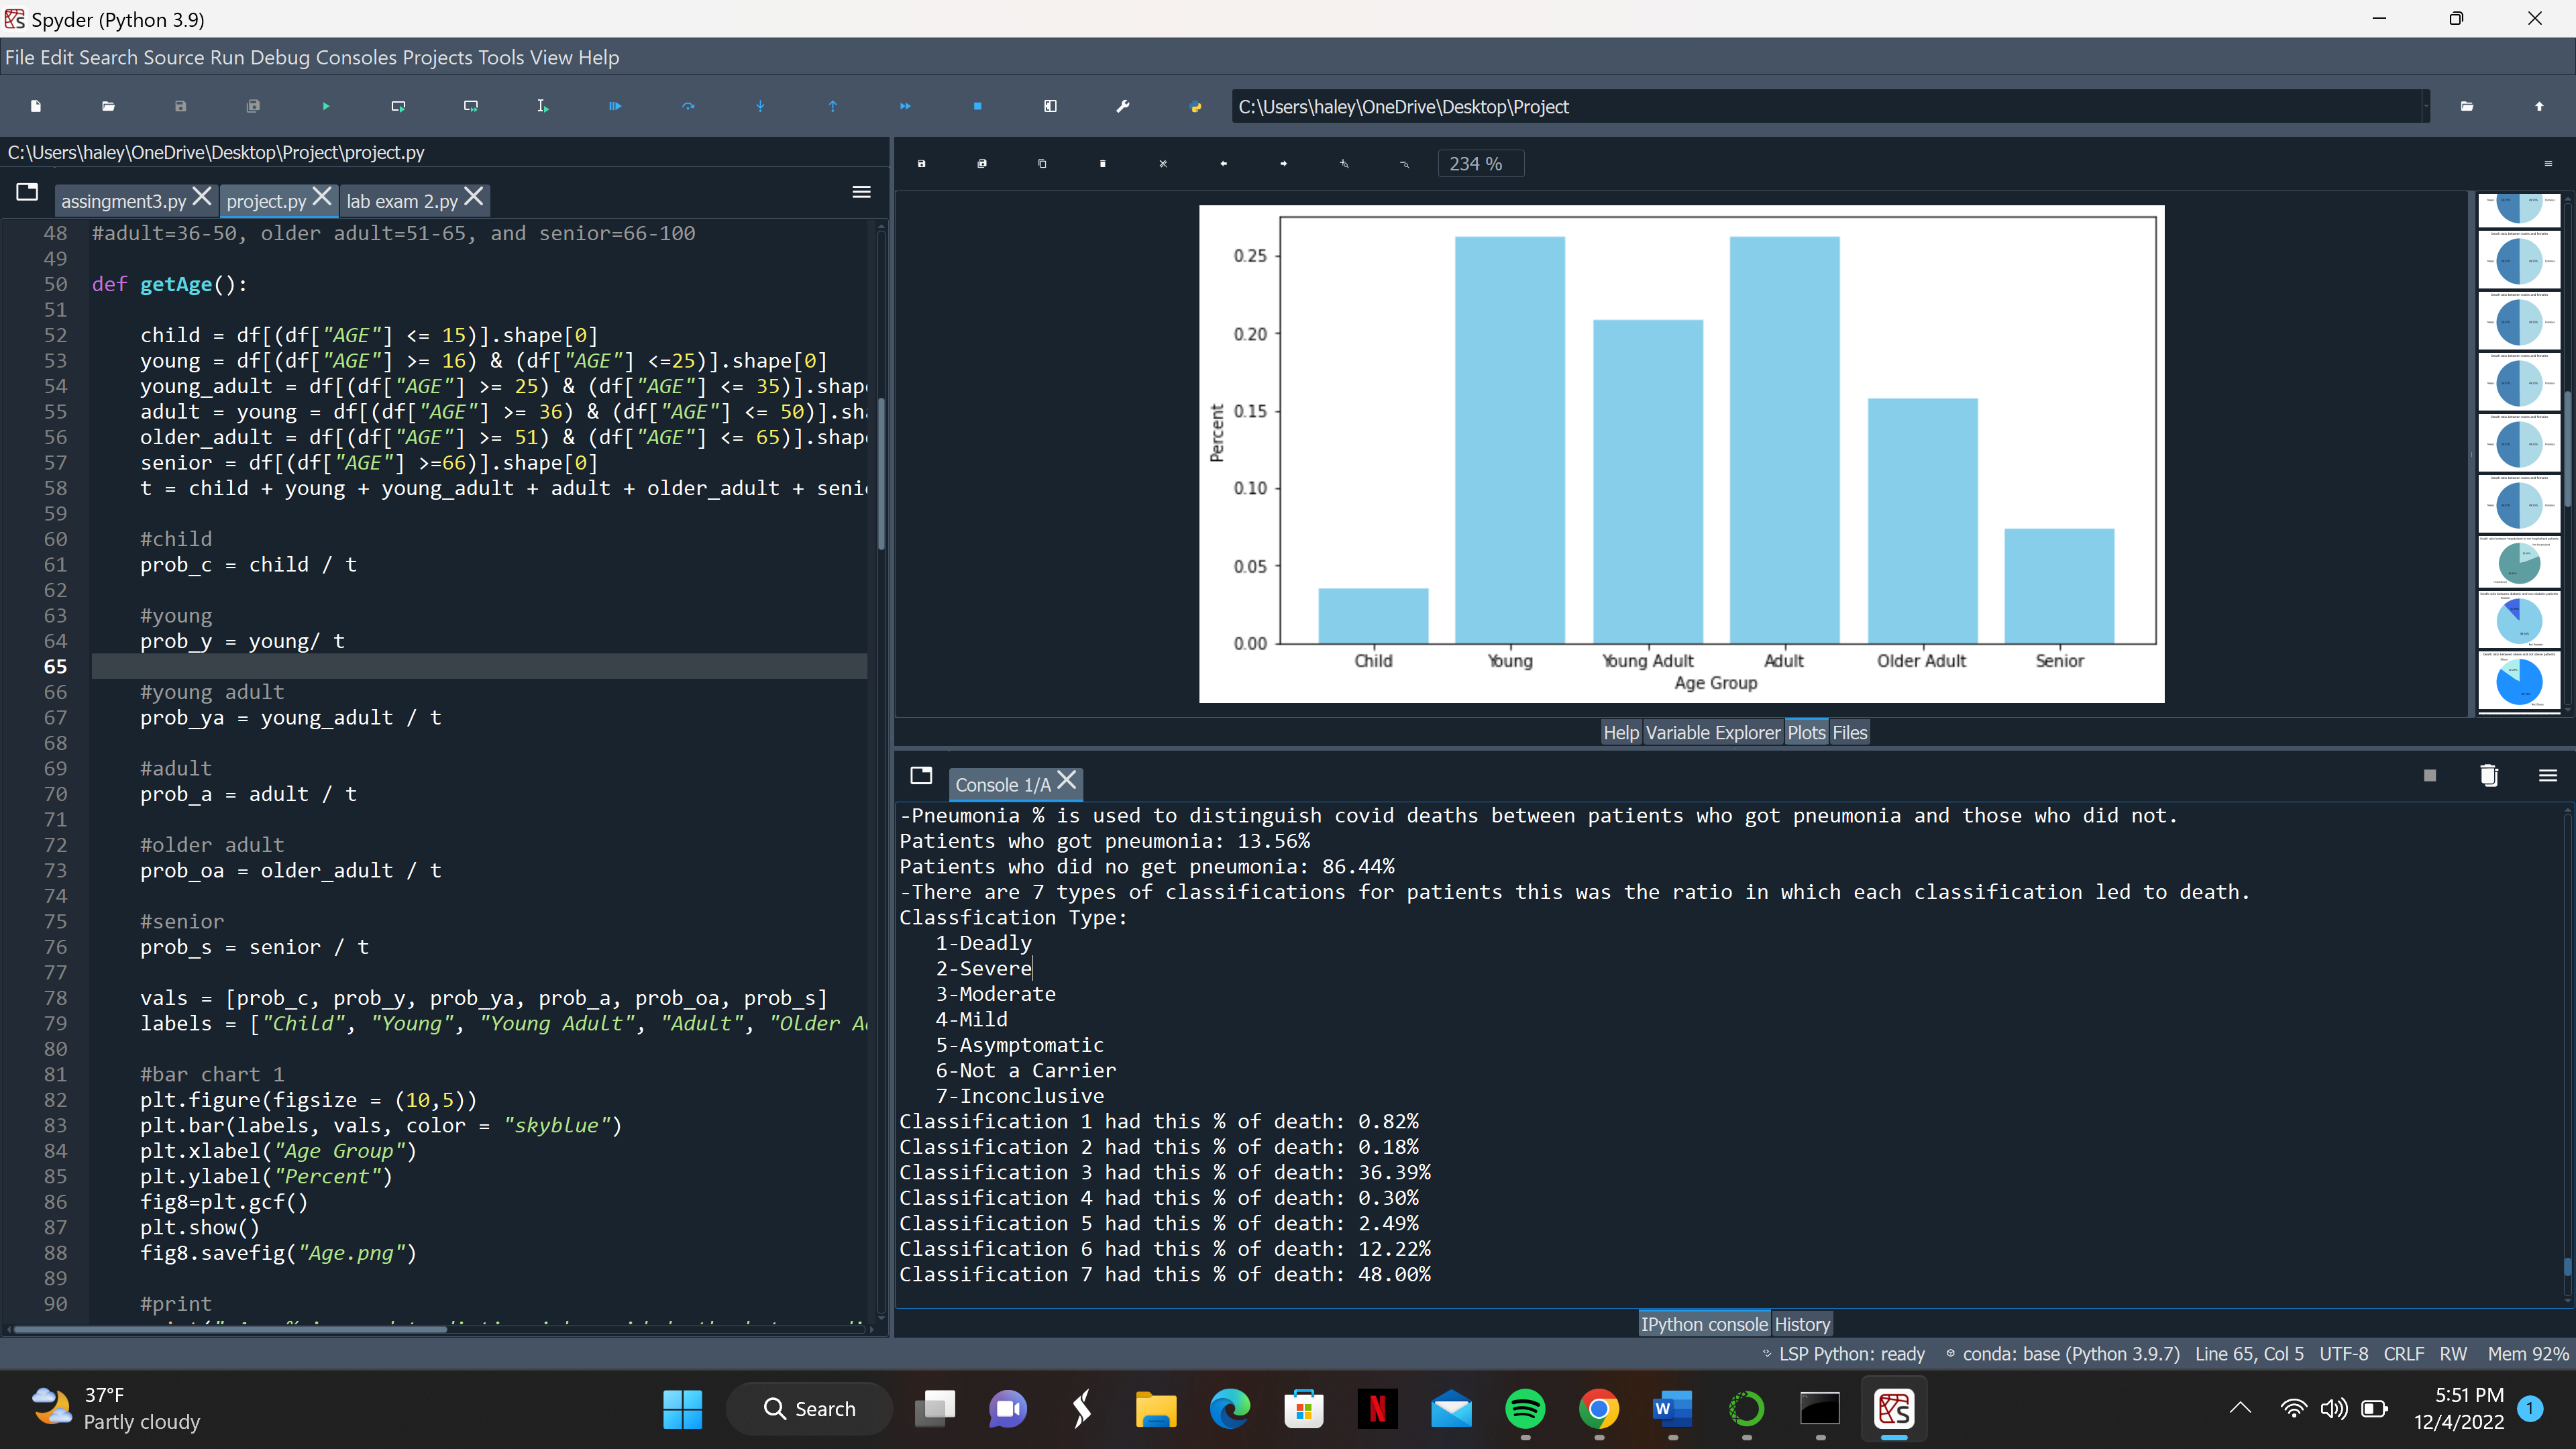 Spyder (Python 3.9)
File Edit Search Source Run Debug Consoles Projects Tools View Help
C:\Users\haley\OneDrive\Desktop\Project
C:\Users\haley\OneDrive\Desktop\Project\project.py
assingment3.py project.py lab exam 2.py
48 #adult=36-50, older adult=51-65, and senior=66-100
49
50 def getAge():
51
52 child = df[(df["AGE"] <= 15)].shape[0]
53 young = df[(df["AGE"] >= 16) & (df["AGE"] <=25)].shape[0]
54 young_adult = df[(df["AGE"] >= 25) & (df["AGE"] <= 35)].shap
55 adult = young = df[(df["AGE"] >= 36) & (df["AGE"] <= 50)].sh
56 older_adult = df[(df["AGE"] >= 51) & (df["AGE"] <= 65)].shap
57 senior = df[(df["AGE"] >=66)].shape[0]
58 t = child + young + young_adult + adult + older_adult + seni
59
60 #child
61 prob_c = child / t
62
63 #young
64 prob_y = young/ t
65
66 #young adult
67 prob_ya = young_adult / t
68
69 #adult
70 prob_a = adult / t
71
72 #older adult
73 prob_oa = older_adult / t
74
75 #senior
76 prob_s = senior / t
77
78 vals = [prob_c, prob_y, prob_ya, prob_a, prob_oa, prob_s]
79 labels = ["Child", "Young", "Young Adult", "Adult", "Older A
80
81 #bar chart 1
82 plt.figure(figsize = (10,5))
83 plt.bar(labels, vals, color = "skyblue")
84 plt.xlabel("Age Group")
85 plt.ylabel("Percent")
86 fig8=plt.gcf()
87 plt.show()
88 fig8.savefig("Age.png")
89
90 #print
234 %
0.25
0.20
0.15
0.10
0.05
0.00
Percent
Child Young Young Adult Adult Older Adult Senior
Age Group
Help Variable Explorer Plots Files
Console 1/A
-Pneumonia % is used to distinguish covid deaths between patients who got pneumonia and those who did not.
Patients who got pneumonia: 13.56%
Patients who did no get pneumonia: 86.44%
-There are 7 types of classifications for patients this was the ratio in which each classification led to death.
Classfication Type:
1-Deadly
2-Severe
3-Moderate
4-Mild
5-Asymptomatic
6-Not a Carrier
7-Inconclusive
Classification 1 had this % of death: 0.82%
Classification 2 had this % of death: 0.18%
Classification 3 had this % of death: 36.39%
Classification 4 had this % of death: 0.30%
Classification 5 had this % of death: 2.49%
Classification 6 had this % of death: 12.22%
Classification 7 had this % of death: 48.00%
IPython console History
LSP Python: ready conda: base (Python 3.9.7) Line 65, Col 5 UTF-8 CRLF RW Mem 92%
37°F
Partly cloudy
Search
5:51 PM
12/4/2022
1